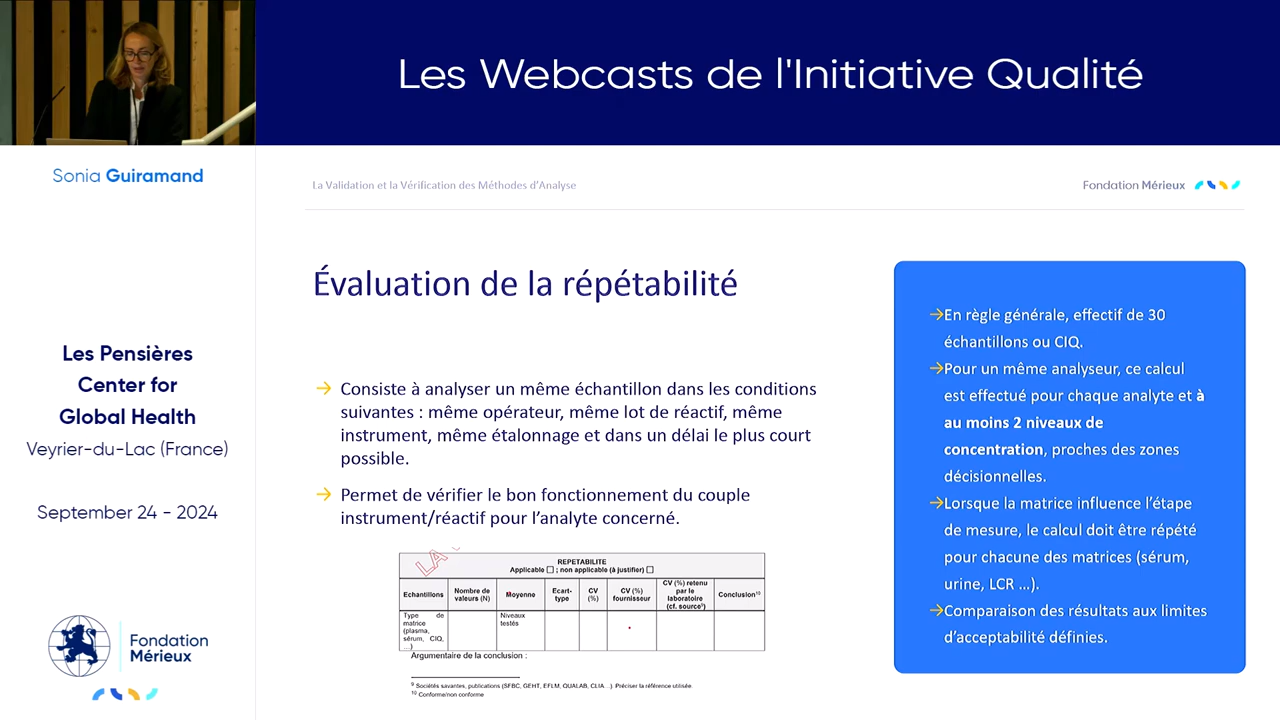 Les Webcasts de l'Initiative Qualité
Sonia Guiramand
Les Pensières
Center for
Global Health
Veyrier-du-Lac (France)
September 24 - 2024
Fondation
Mérieux
La Validation et la Vérification des Méthodes d'Analyse
Fondation Mérieux
Évaluation de la répétabilité
→ Consiste à analyser un même échantillon dans les conditions
suivantes : même opérateur, même lot de réactif, même
instrument, même étalonnage et dans un délai le plus court
possible.
→ Permet de vérifier le bon fonctionnement du couple
instrument/réactif pour l'analyte concerné.
LA
REPETABILITE
Applicable ☐ ; non applicable (à justifier) ☐
Echantillons Nombre de valeurs (N) Moyenne Ecart-type CV (%) CV (%) fournisseur CV (%) retenu par le laboratoire (cf. source⁹) Conclusion¹⁰
Type de matrice (plasma, sérum, CIQ, ...) Niveaux testés
Argumentaire de la conclusion :
⁹ Sociétés savantes, publications (SFBC, GEHT, EFLM, QUALAB, CLIA ...). Préciser la référence utilisée.
¹⁰ Conforme/non conforme
→En règle générale, effectif de 30
échantillons ou CIQ.
→Pour un même analyseur, ce calcul
est effectué pour chaque analyte et à
au moins 2 niveaux de
concentration, proches des zones
décisionnelles.
→Lorsque la matrice influence l'étape
de mesure, le calcul doit être répété
pour chacune des matrices (sérum,
urine, LCR ...).
→Comparaison des résultats aux limites
d'acceptabilité définies.